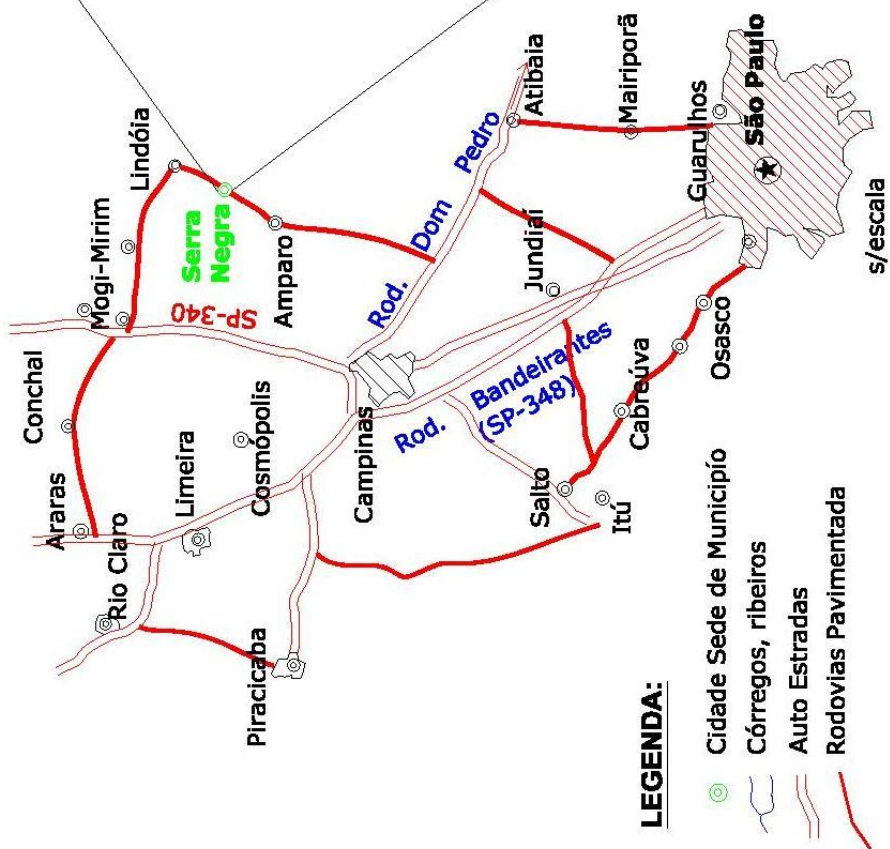 Conchal
Mogi-Mirim
Lindóia
Araras
Serra
Negra
SP-340
Rio Claro
Limeira
Cosmópolis
Amparo
Piracicaba
Campinas
Rod. Dom Pedro
Atibaia
Mairiporã
Guarulhos
São Paulo
Jundiaí
Rod. Bandeirantes
(SP-348)
Salto
Itú
Cabreúva
Osasco
s/escala
LEGENDA:
Cidade Sede de Município
Córregos, ribeiros
Auto Estradas
Rodovias Pavimentada